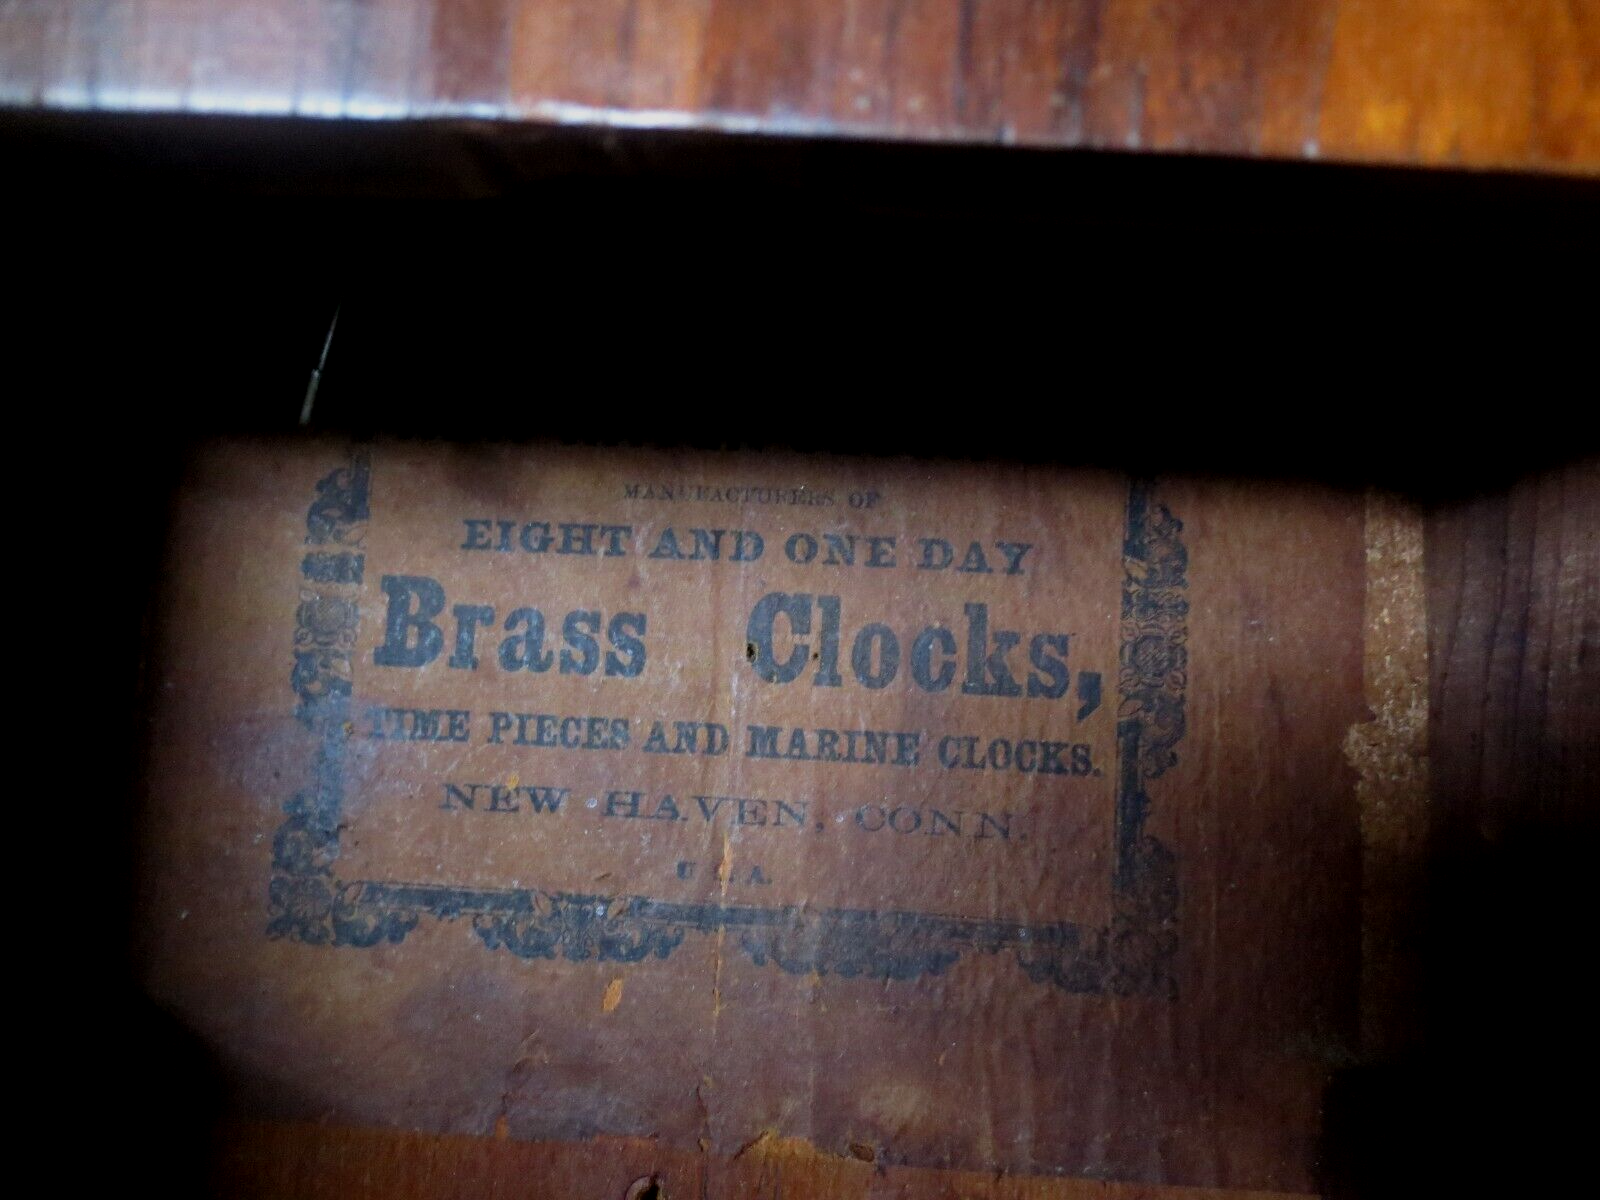 MANUFACTURERS OF
EIGHT AND ONE DAY
Brass Clocks,
TIME PIECES AND MARINE CLOCKS.
NEW HAVEN, CONN.
U.S.A.